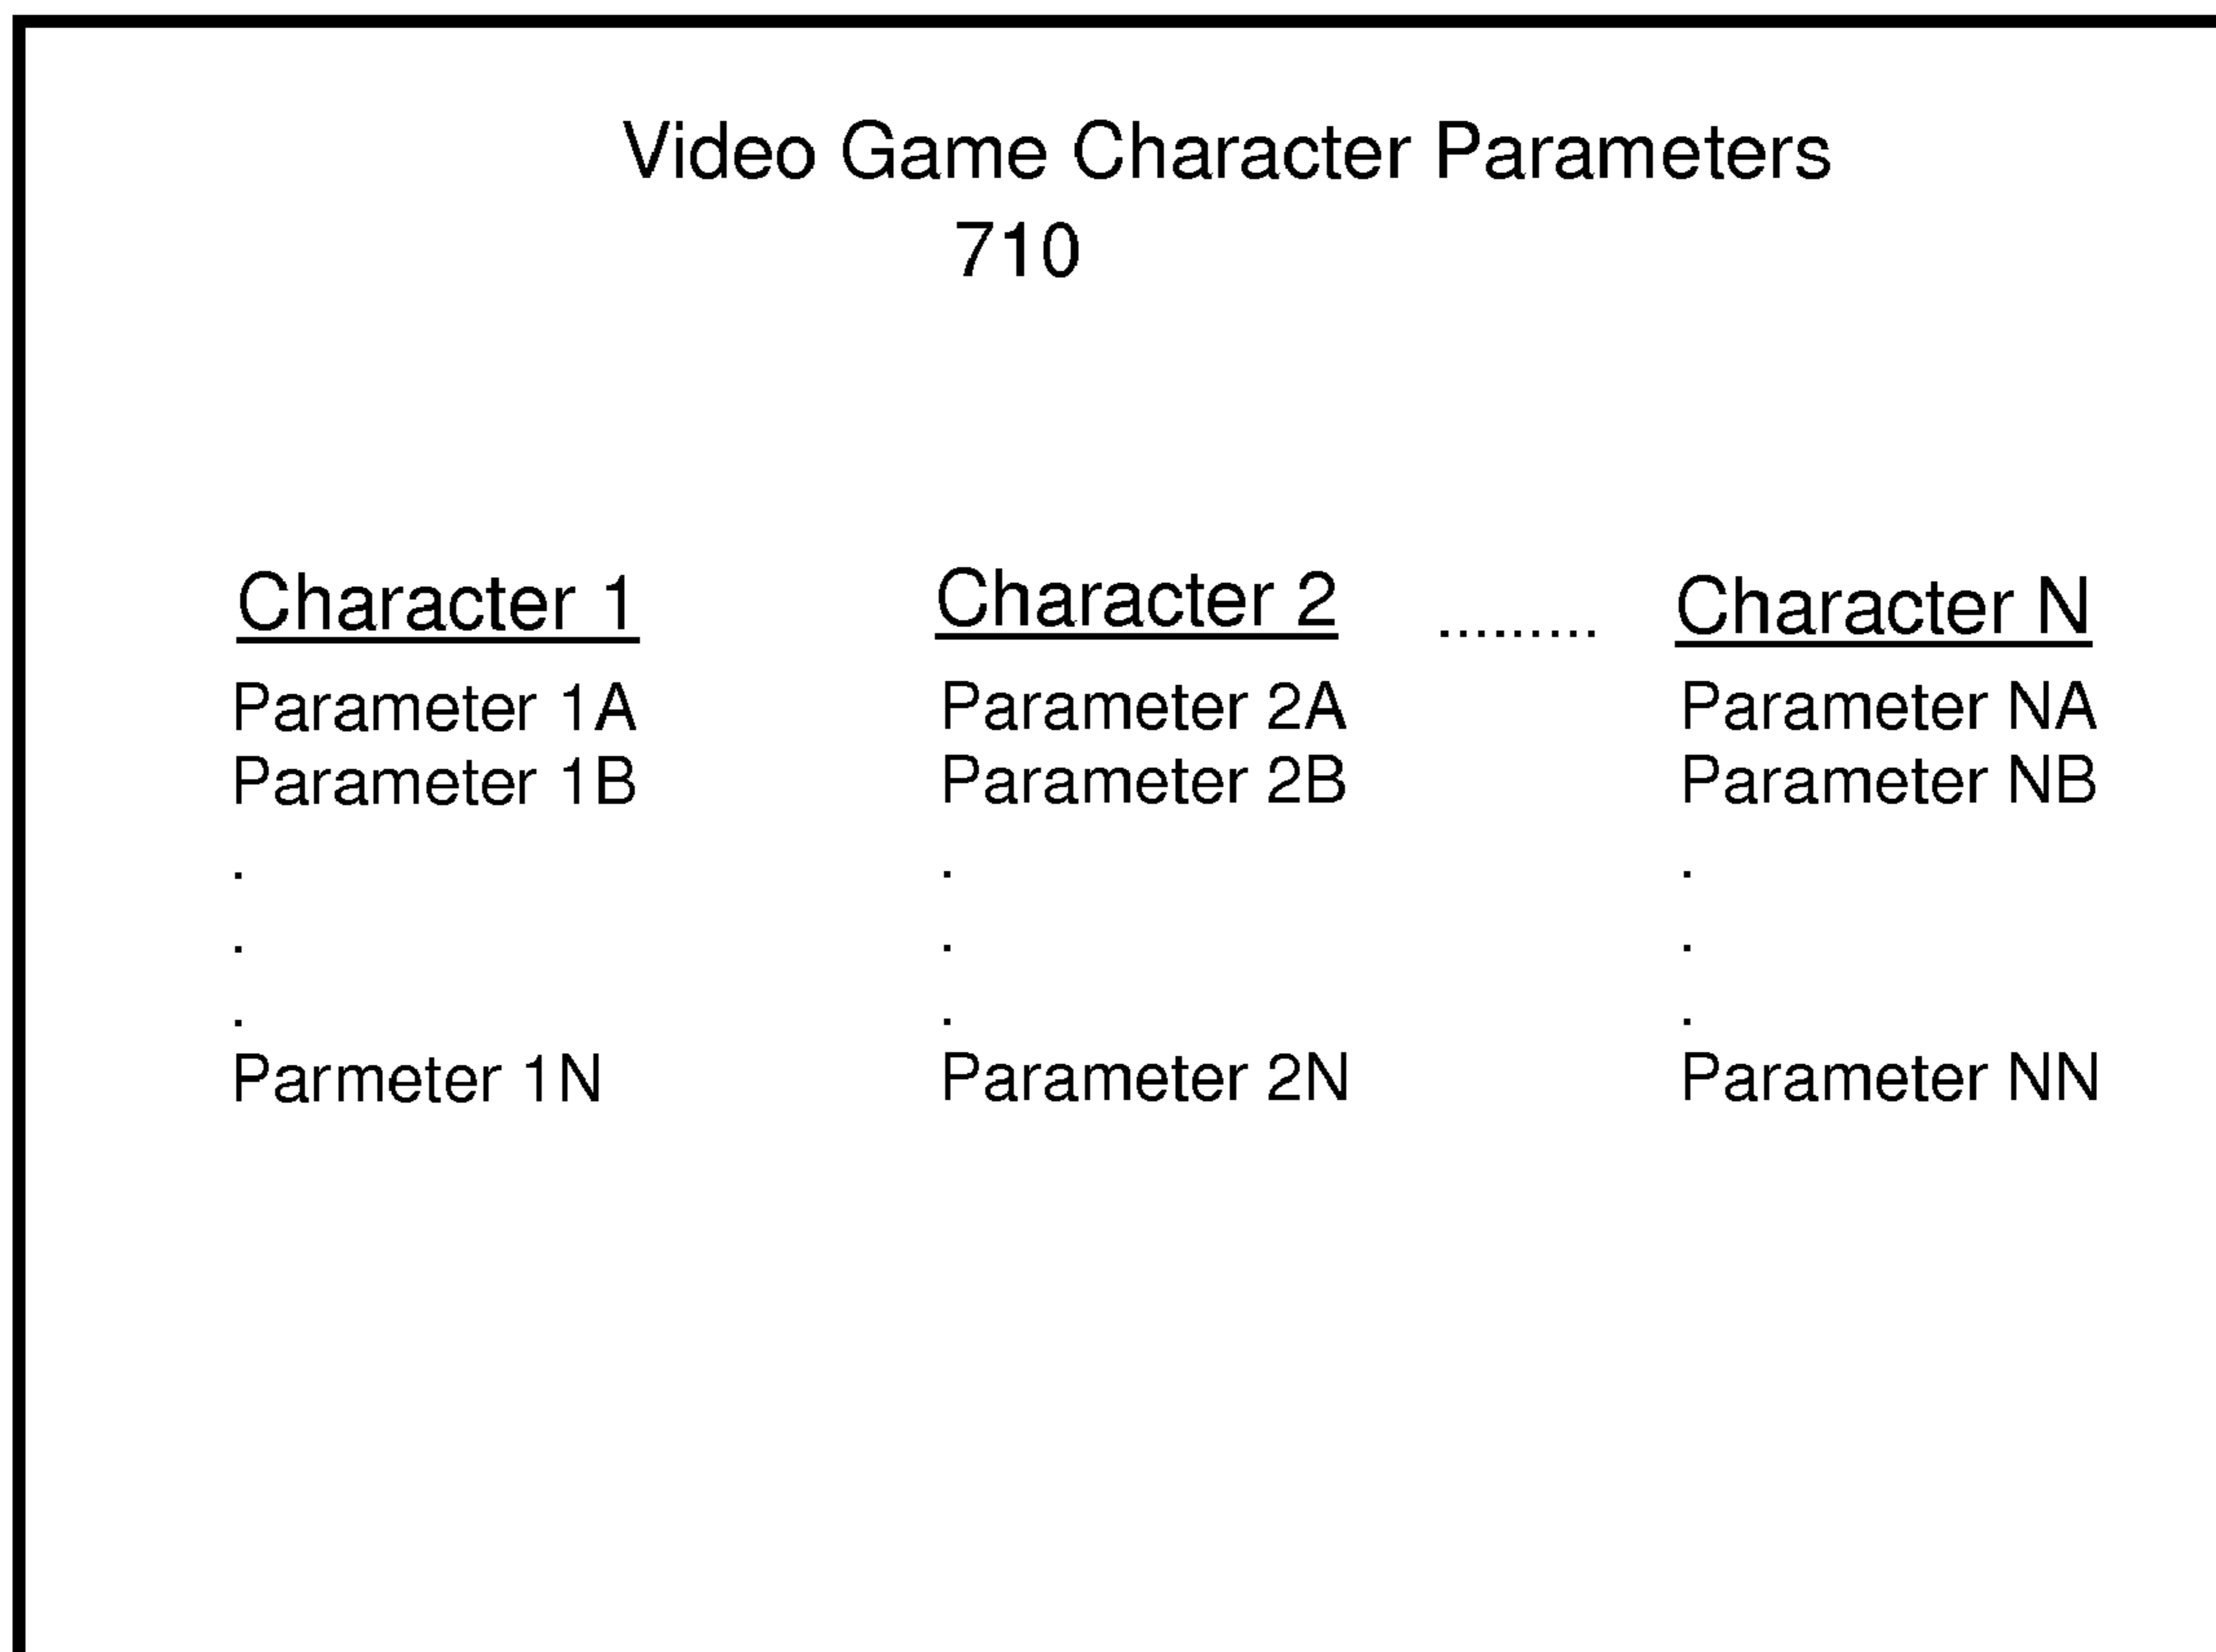 Video Game Character Parameters
710
Character 1 Character 2 ......... Character N
Parameter 1A Parameter 2A Parameter NA
Parameter 1B Parameter 2B Parameter NB
. . .
. . .
. . .
Parmeter 1N Parameter 2N Parameter NN